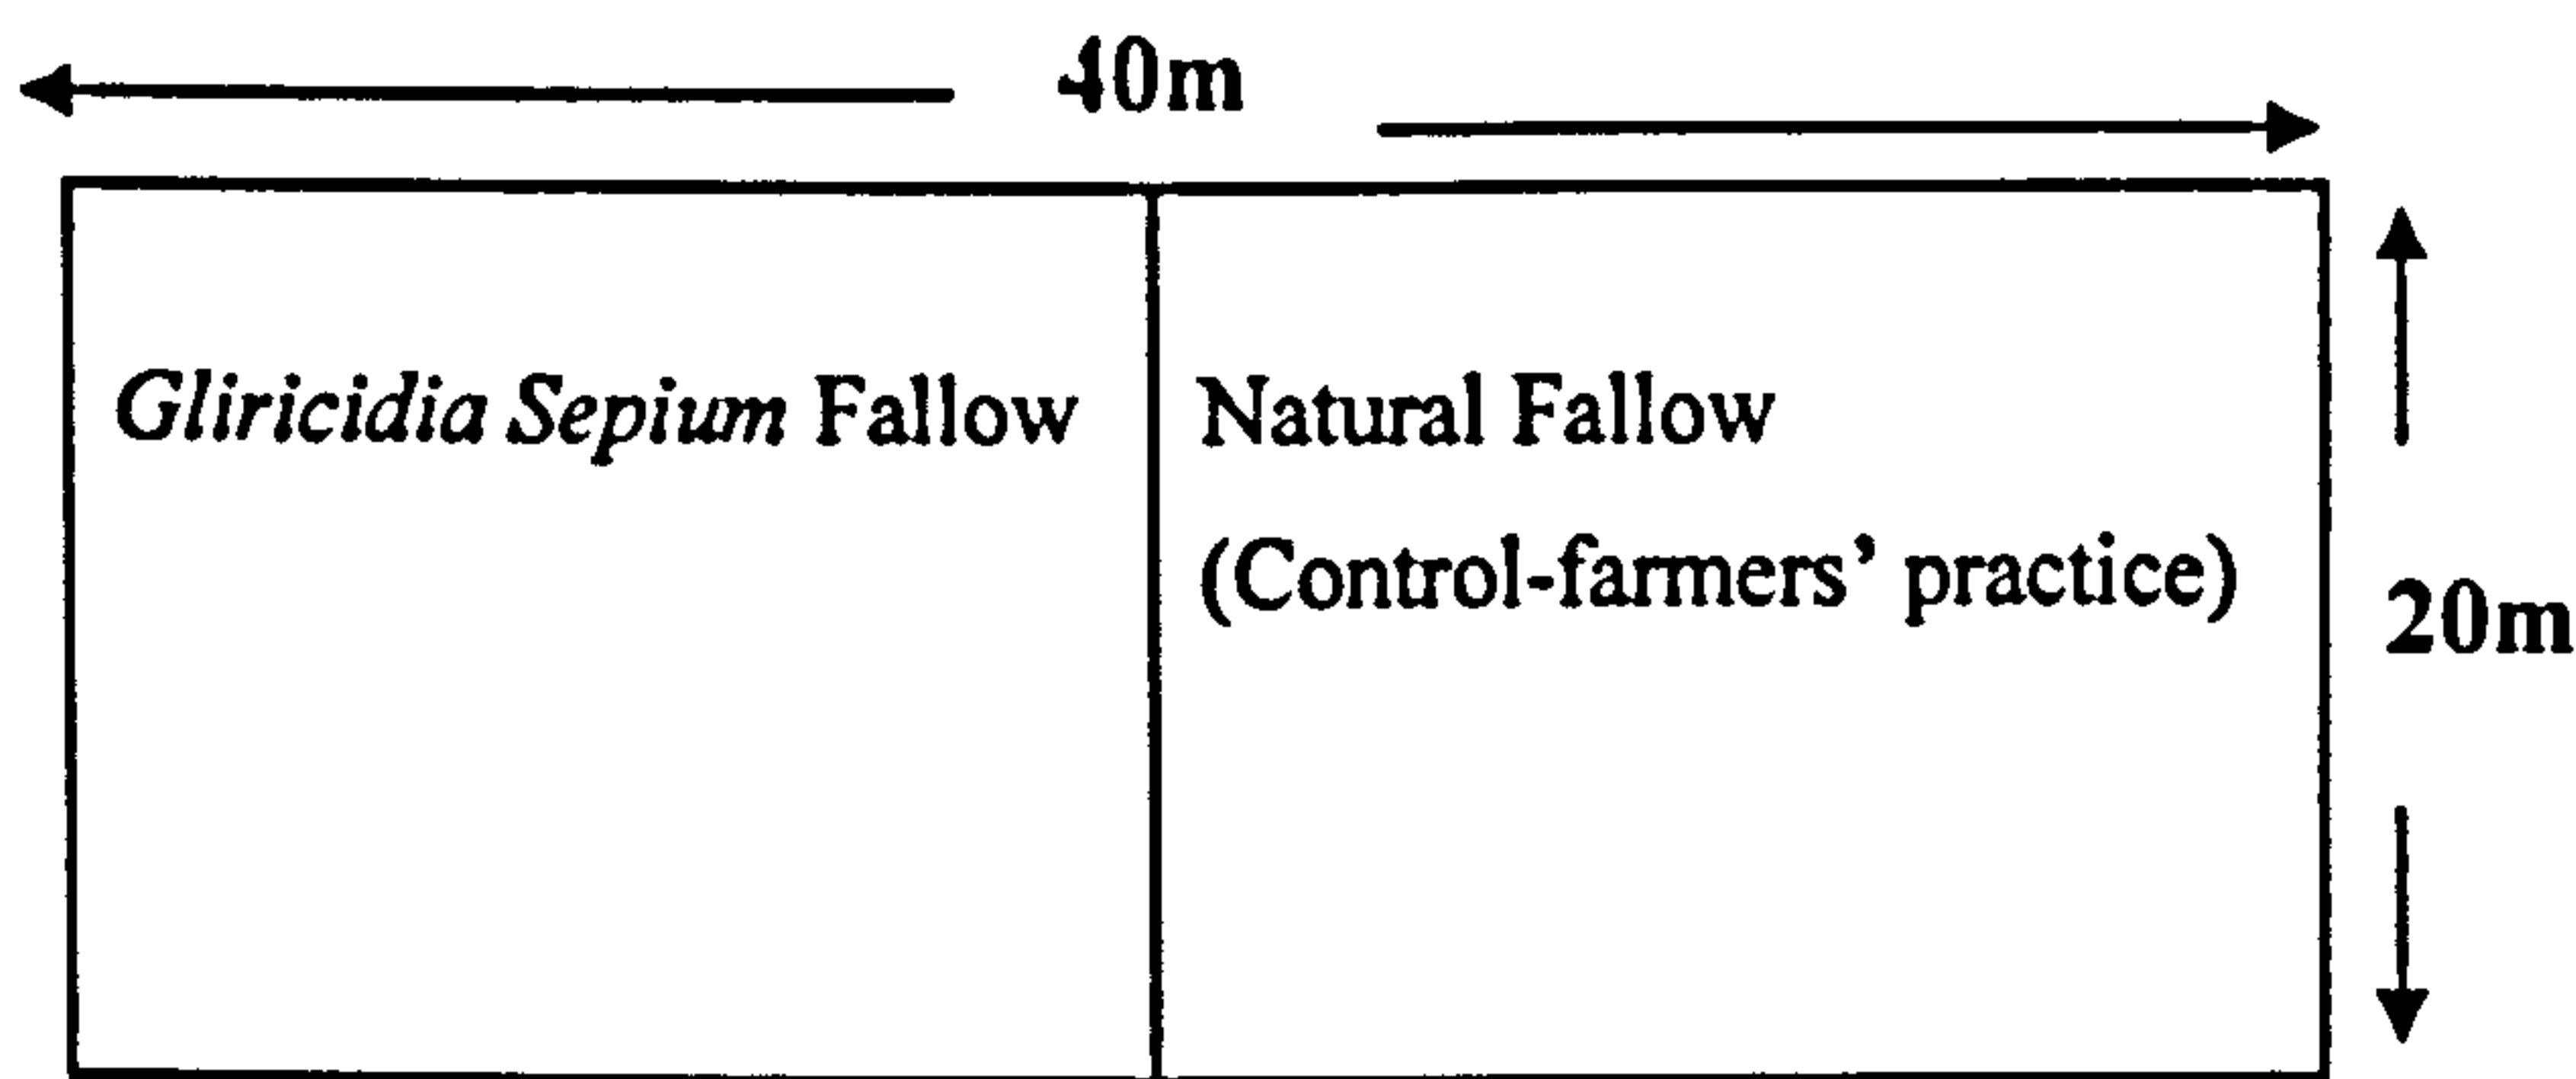 40m
Gliricidia Sepium Fallow
Natural Fallow
(Control-farmers' practice)
20m